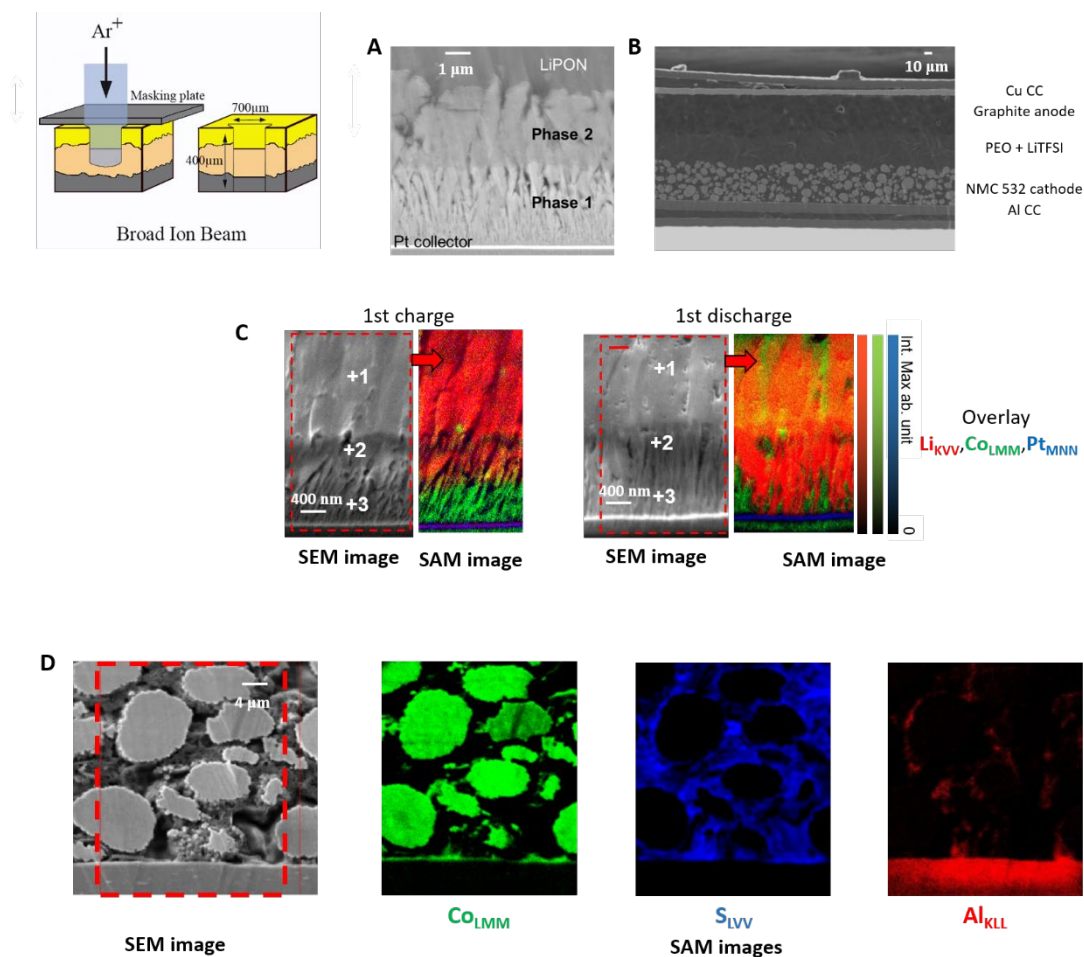 Ar+
Masking plate
700µm
400µm
Broad Ion Beam
A
1 µm
LiPON
Phase 2
Phase 1
Pt collector
B
10 µm
Cu CC
Graphite anode
PEO + LiTFSI
NMC 532 cathode
Al CC
C
1st charge
1st discharge
+1
+2
+3
400 nm
SEM image
SAM image
+1
+2
400 nm
SEM image
SAM image
Int. Max ab. unit
0
Overlay
LiKVV,CoLMM,PtMNN
D
4 µm
SEM image
CoLMM
SLVV
AlKLL
SAM images